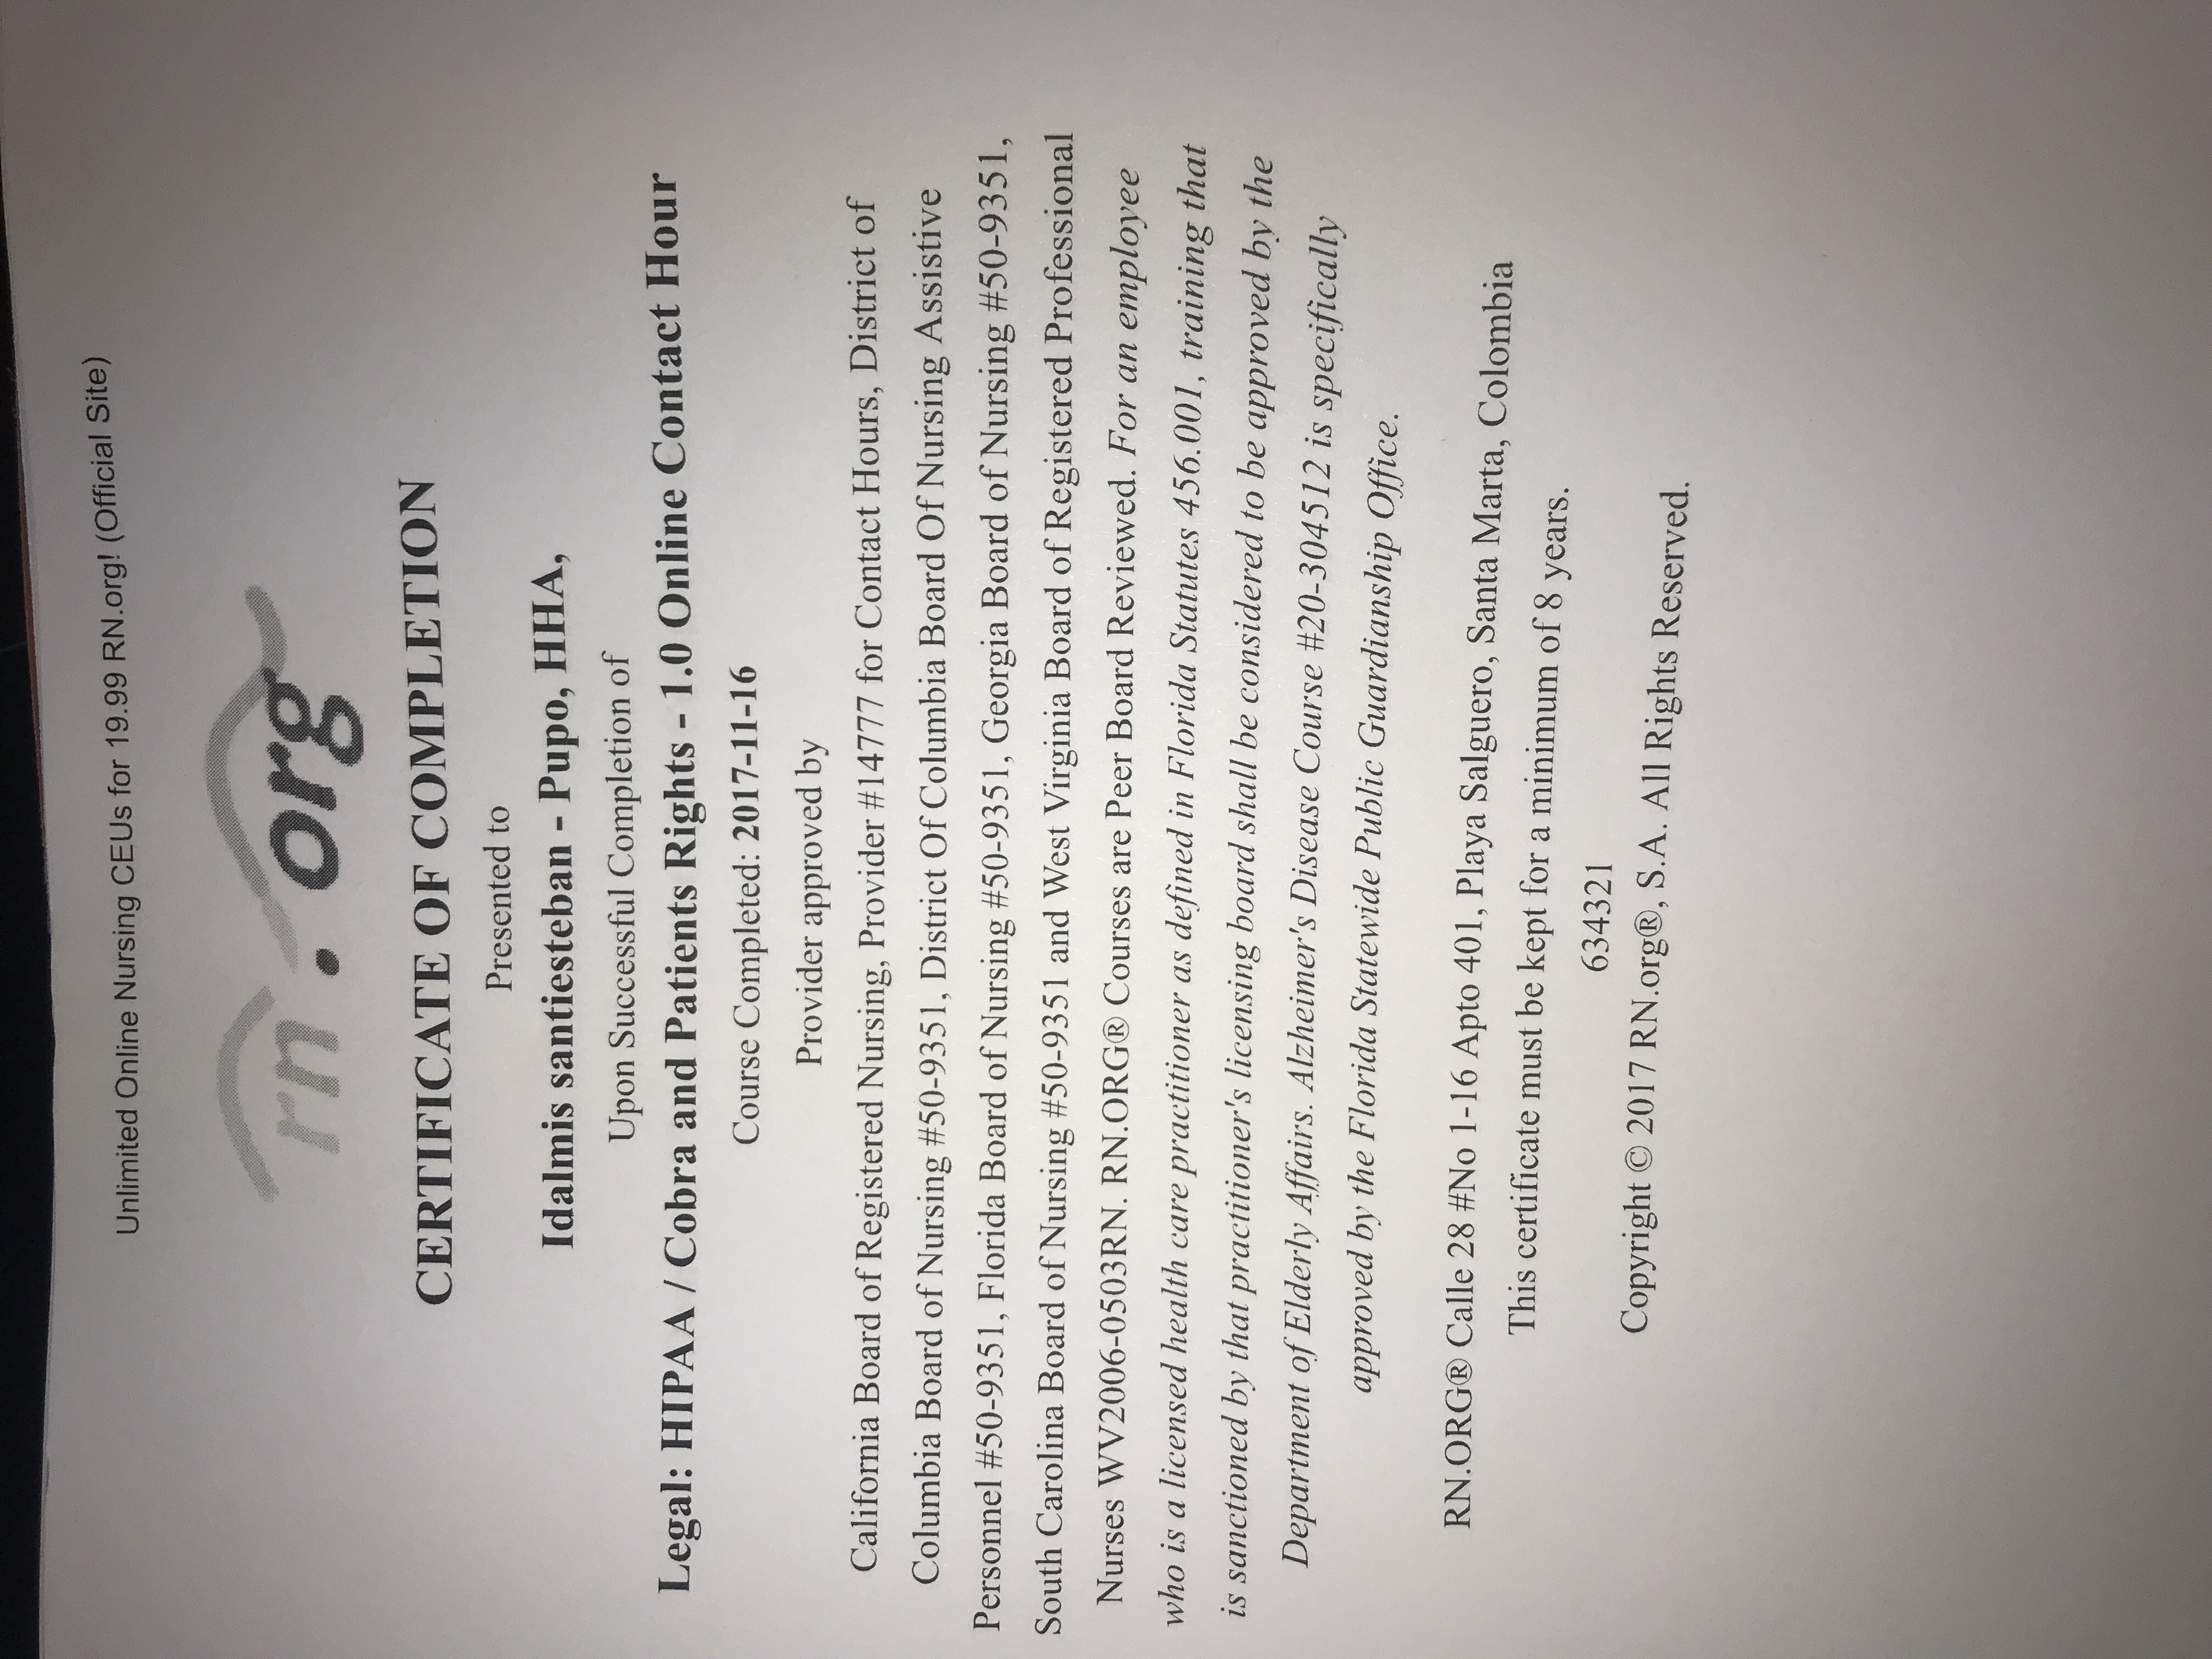 Unlimited Online Nursing CEUs for 19.99 RN.org! (Official Site)
rn.org
CERTIFICATE OF COMPLETION
Presented to
Idalmis santiesteban - Pupo, HHA,
Upon Successful Completion of
Legal: HIPAA / Cobra and Patients Rights - 1.0 Online Contact Hour
Course Completed: 2017-11-16
Provider approved by
California Board of Registered Nursing, Provider #14777 for Contact Hours, District of
Columbia Board of Nursing #50-9351, District Of Columbia Board Of Nursing Assistive
Personnel #50-9351, Florida Board of Nursing #50-9351, Georgia Board of Nursing #50-9351,
South Carolina Board of Nursing #50-9351 and West Virginia Board of Registered Professional
Nurses WV2006-0503RN. RN.ORG® Courses are Peer Board Reviewed. For an employee
who is a licensed health care practitioner as defined in Florida Statutes 456.001, training that
is sanctioned by that practitioner's licensing board shall be considered to be approved by the
Department of Elderly Affairs. Alzheimer's Disease Course #20-304512 is specifically
approved by the Florida Statewide Public Guardianship Office.
RN.ORG® Calle 28 #No 1-16 Apto 401, Playa Salguero, Santa Marta, Colombia
This certificate must be kept for a minimum of 8 years.
634321
Copyright © 2017 RN.org®, S.A. All Rights Reserved.